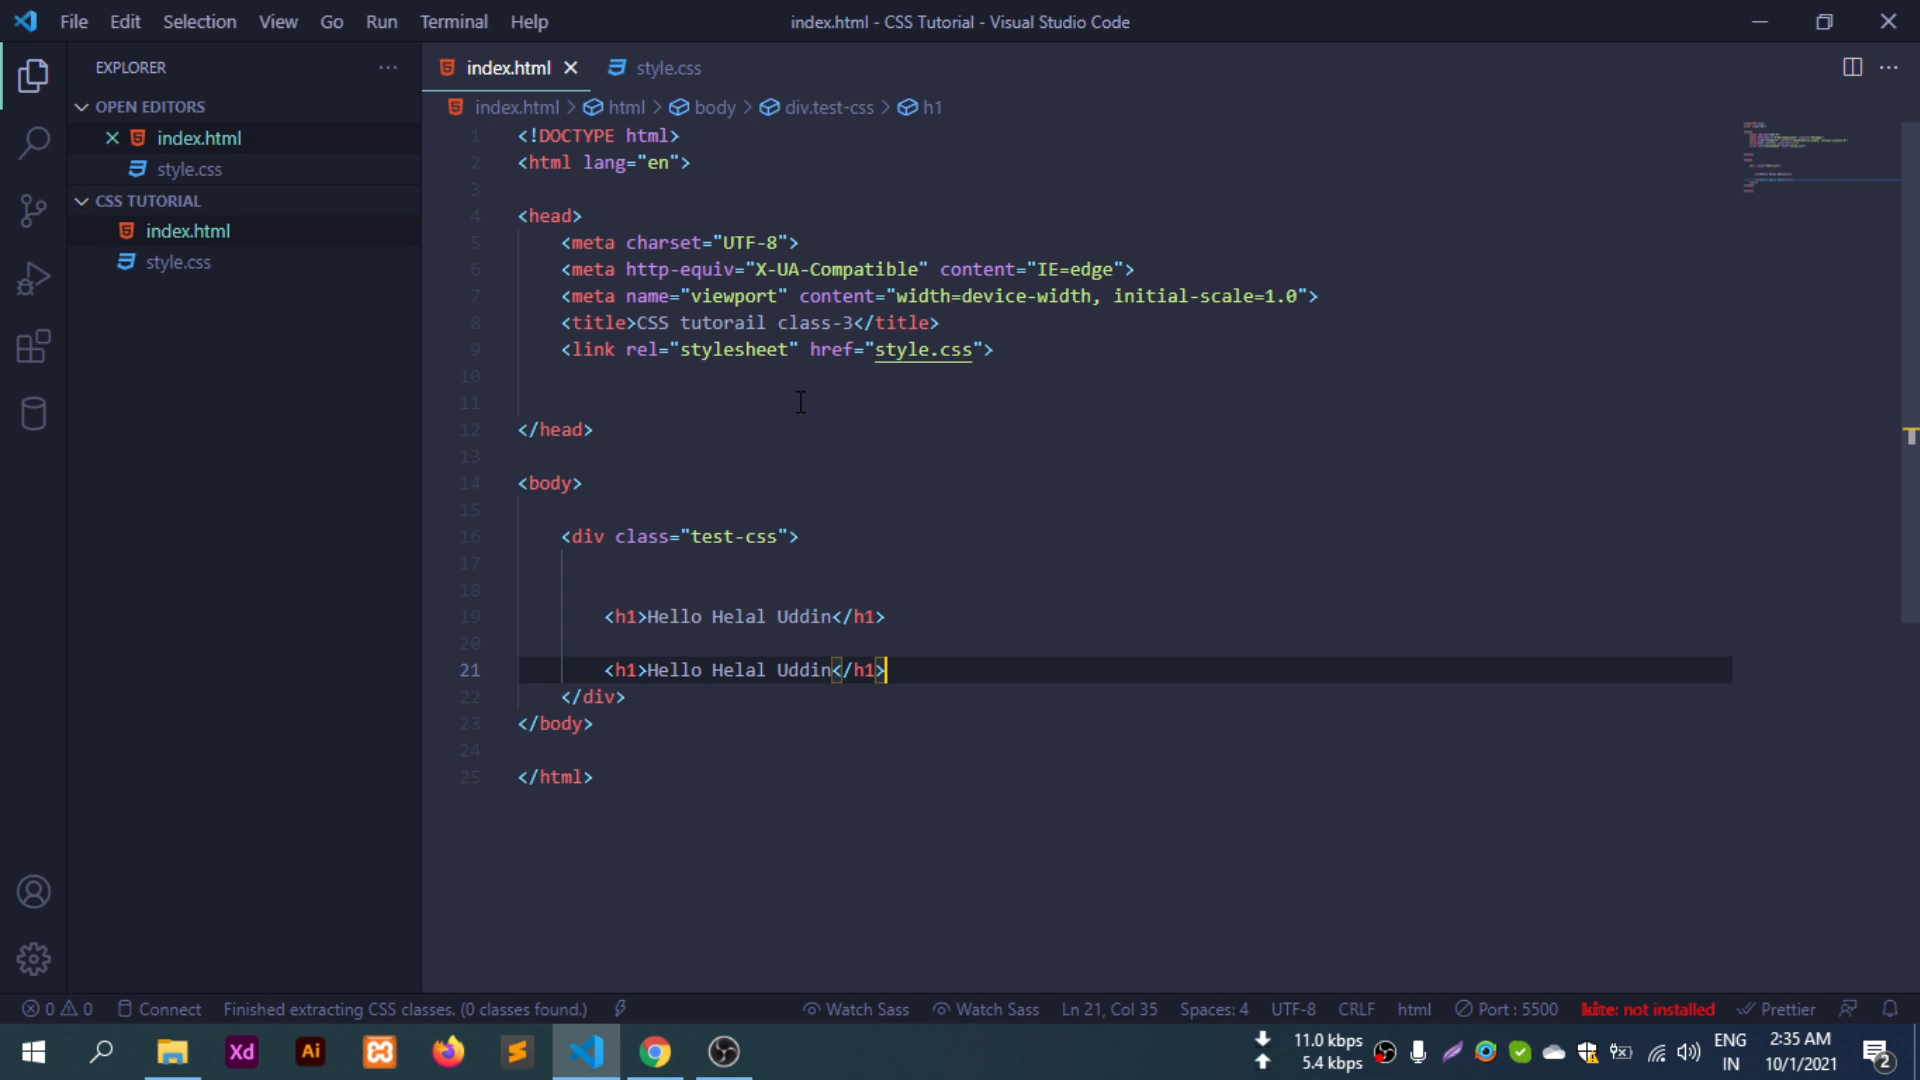 File Edit Selection View Go Run Terminal Help
index.html - CSS Tutorial - Visual Studio Code
EXPLORER
OPEN EDITORS
index.html
style.css
CSS TUTORIAL
index.html
style.css
index.html style.css
index.html > html > body > div.test-css > h1
1 <!DOCTYPE html>
2 <html lang="en">
3
4 <head>
5 <meta charset="UTF-8">
6 <meta http-equiv="X-UA-Compatible" content="IE=edge">
7 <meta name="viewport" content="width=device-width, initial-scale=1.0">
8 <title>CSS tutorail class-3</title>
9 <link rel="stylesheet" href="style.css">
10
11
12 </head>
13
14 <body>
15
16 <div class="test-css">
17
18
19 <h1>Hello Helal Uddin</h1>
20
21 <h1>Hello Helal Uddin</h1>
22 </div>
23 </body>
24
25 </html>
0 0 Connect Finished extracting CSS classes. (0 classes found.) Watch Sass Watch Sass Ln 21, Col 35 Spaces: 4 UTF-8 CRLF html Port : 5500 kite: not installed Prettier
Xd Ai
11.0 kbps
5.4 kbps
ENG
IN
2:35 AM
10/1/2021
2